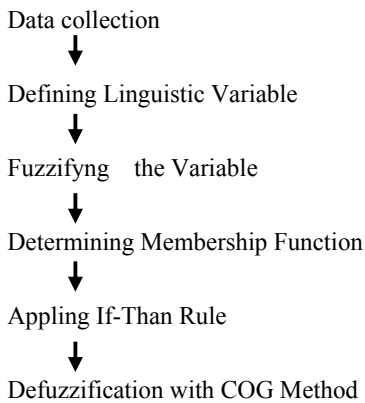 Data collection
Defining Linguistic Variable
Fuzzifyng the Variable
Determining Membership Function
Appling If-Than Rule
Defuzzification with COG Method